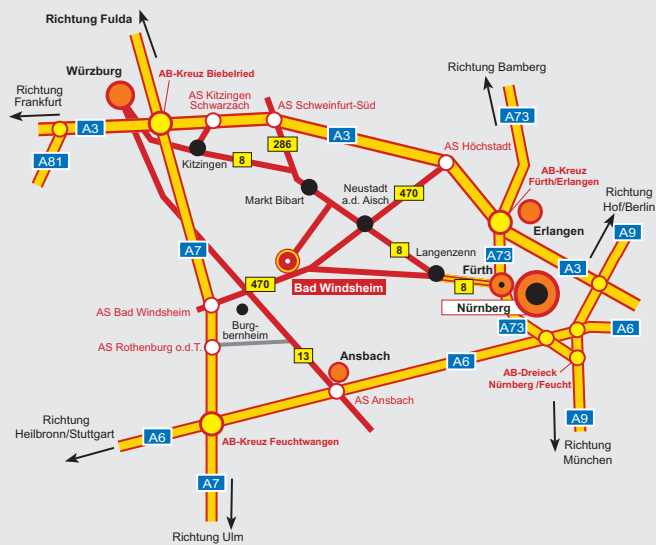 Richtung Fulda
Würzburg
AB-Kreuz Biebelried
Richtung
Frankfurt
AS Kitzingen
Schwarzach
AS Schweinfurt-Süd
Richtung Bamberg
A73
A3
A81
A3
286
Kitzingen
8
AS Höchstadt
AB-Kreuz
Fürth/Erlangen
Markt Bibart
Neustadt
a.d. Aisch
470
Richtung
Hof/Berlin
Erlangen
A9
A7
Langenzenn
8
A73
Fürth
A3
470
Bad Windsheim
8
AS Bad Windsheim
Burg-
bernheim
Nürnberg
A73
A6
AS Rothenburg o.d.T.
13
Ansbach
A6
AB-Dreieck
Nürnberg /Feucht
AS Ansbach
A9
Richtung
Heilbronn/Stuttgart
A6
AB-Kreuz Feuchtwangen
Richtung
München
A7
Richtung Ulm